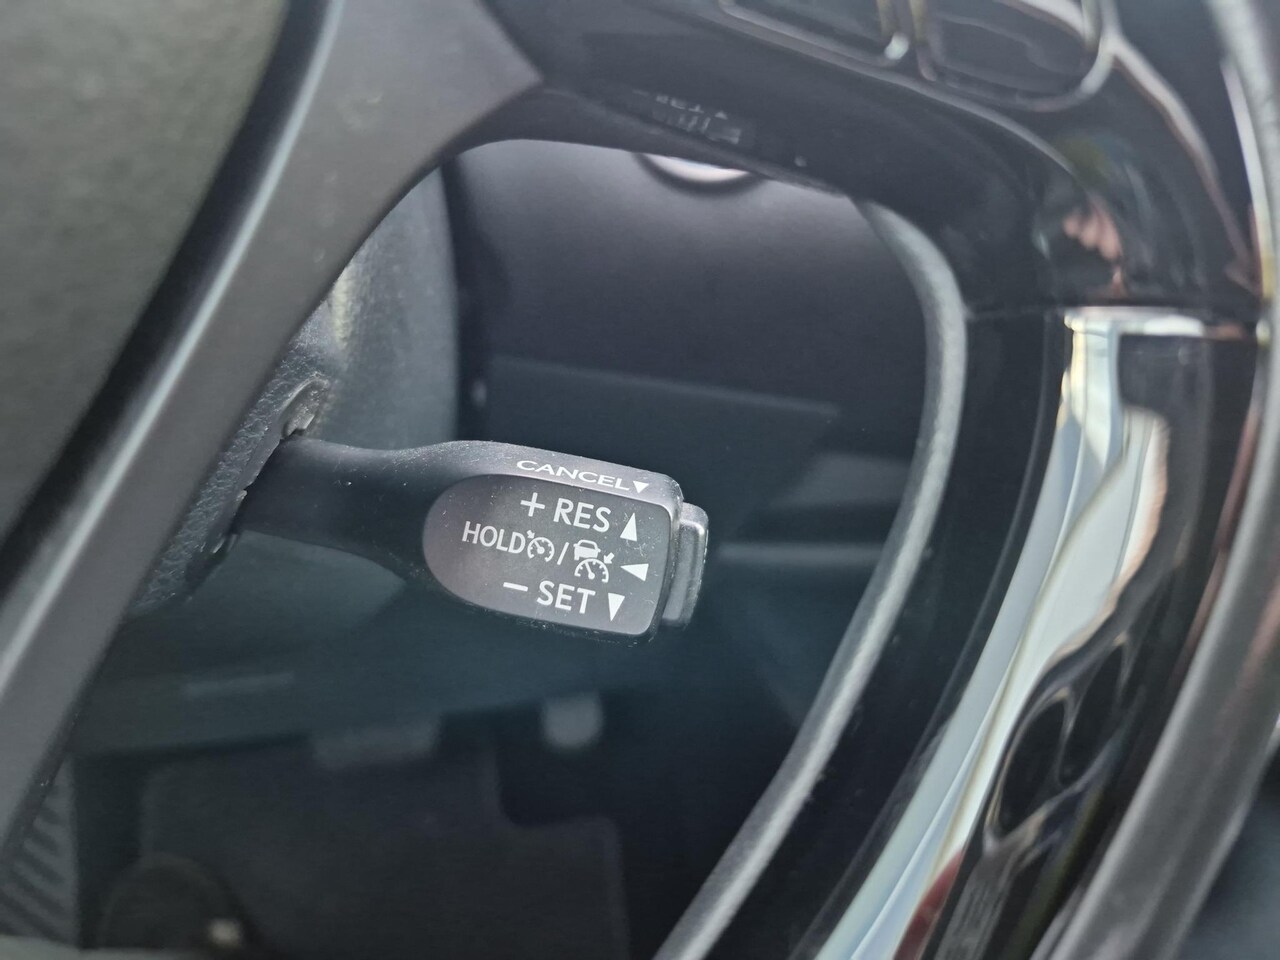 CANCEL▼
+ RES ▲
HOLD / ◀
− SET ▼